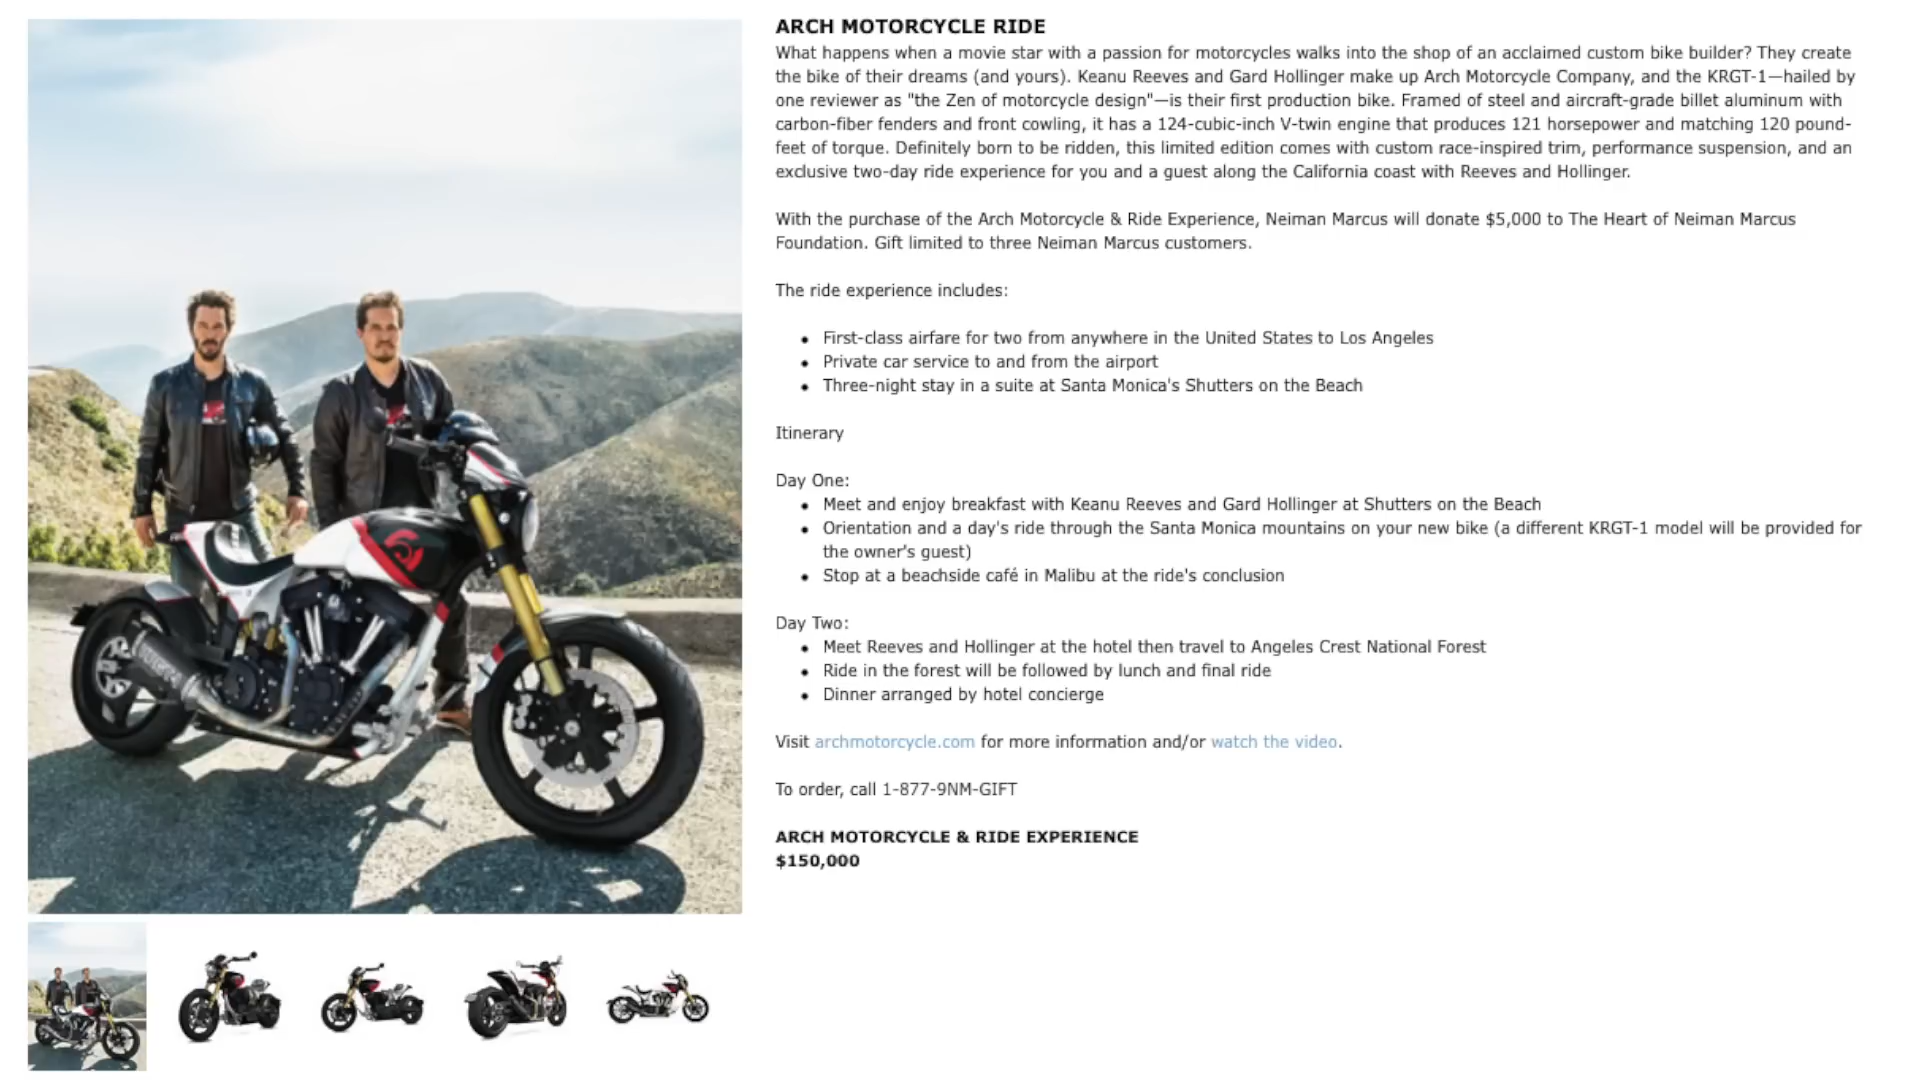 ARCH MOTORCYCLE RIDE
What happens when a movie star with a passion for motorcycles walks into the shop of an acclaimed custom bike builder? They create
the bike of their dreams (and yours). Keanu Reeves and Gard Hollinger make up Arch Motorcycle Company, and the KRGT-1—hailed by
one reviewer as "the Zen of motorcycle design"—is their first production bike. Framed of steel and aircraft-grade billet aluminum with
carbon-fiber fenders and front cowling, it has a 124-cubic-inch V-twin engine that produces 121 horsepower and matching 120 pound-
feet of torque. Definitely born to be ridden, this limited edition comes with custom race-inspired trim, performance suspension, and an
exclusive two-day ride experience for you and a guest along the California coast with Reeves and Hollinger.
With the purchase of the Arch Motorcycle & Ride Experience, Neiman Marcus will donate $5,000 to The Heart of Neiman Marcus
Foundation. Gift limited to three Neiman Marcus customers.
The ride experience includes:
• First-class airfare for two from anywhere in the United States to Los Angeles
• Private car service to and from the airport
• Three-night stay in a suite at Santa Monica's Shutters on the Beach
Itinerary
Day One:
• Meet and enjoy breakfast with Keanu Reeves and Gard Hollinger at Shutters on the Beach
• Orientation and a day's ride through the Santa Monica mountains on your new bike (a different KRGT-1 model will be provided for
the owner's guest)
• Stop at a beachside café in Malibu at the ride's conclusion
Day Two:
• Meet Reeves and Hollinger at the hotel then travel to Angeles Crest National Forest
• Ride in the forest will be followed by lunch and final ride
• Dinner arranged by hotel concierge
Visit archmotorcycle.com for more information and/or watch the video.
To order, call 1-877-9NM-GIFT
ARCH MOTORCYCLE & RIDE EXPERIENCE
$150,000